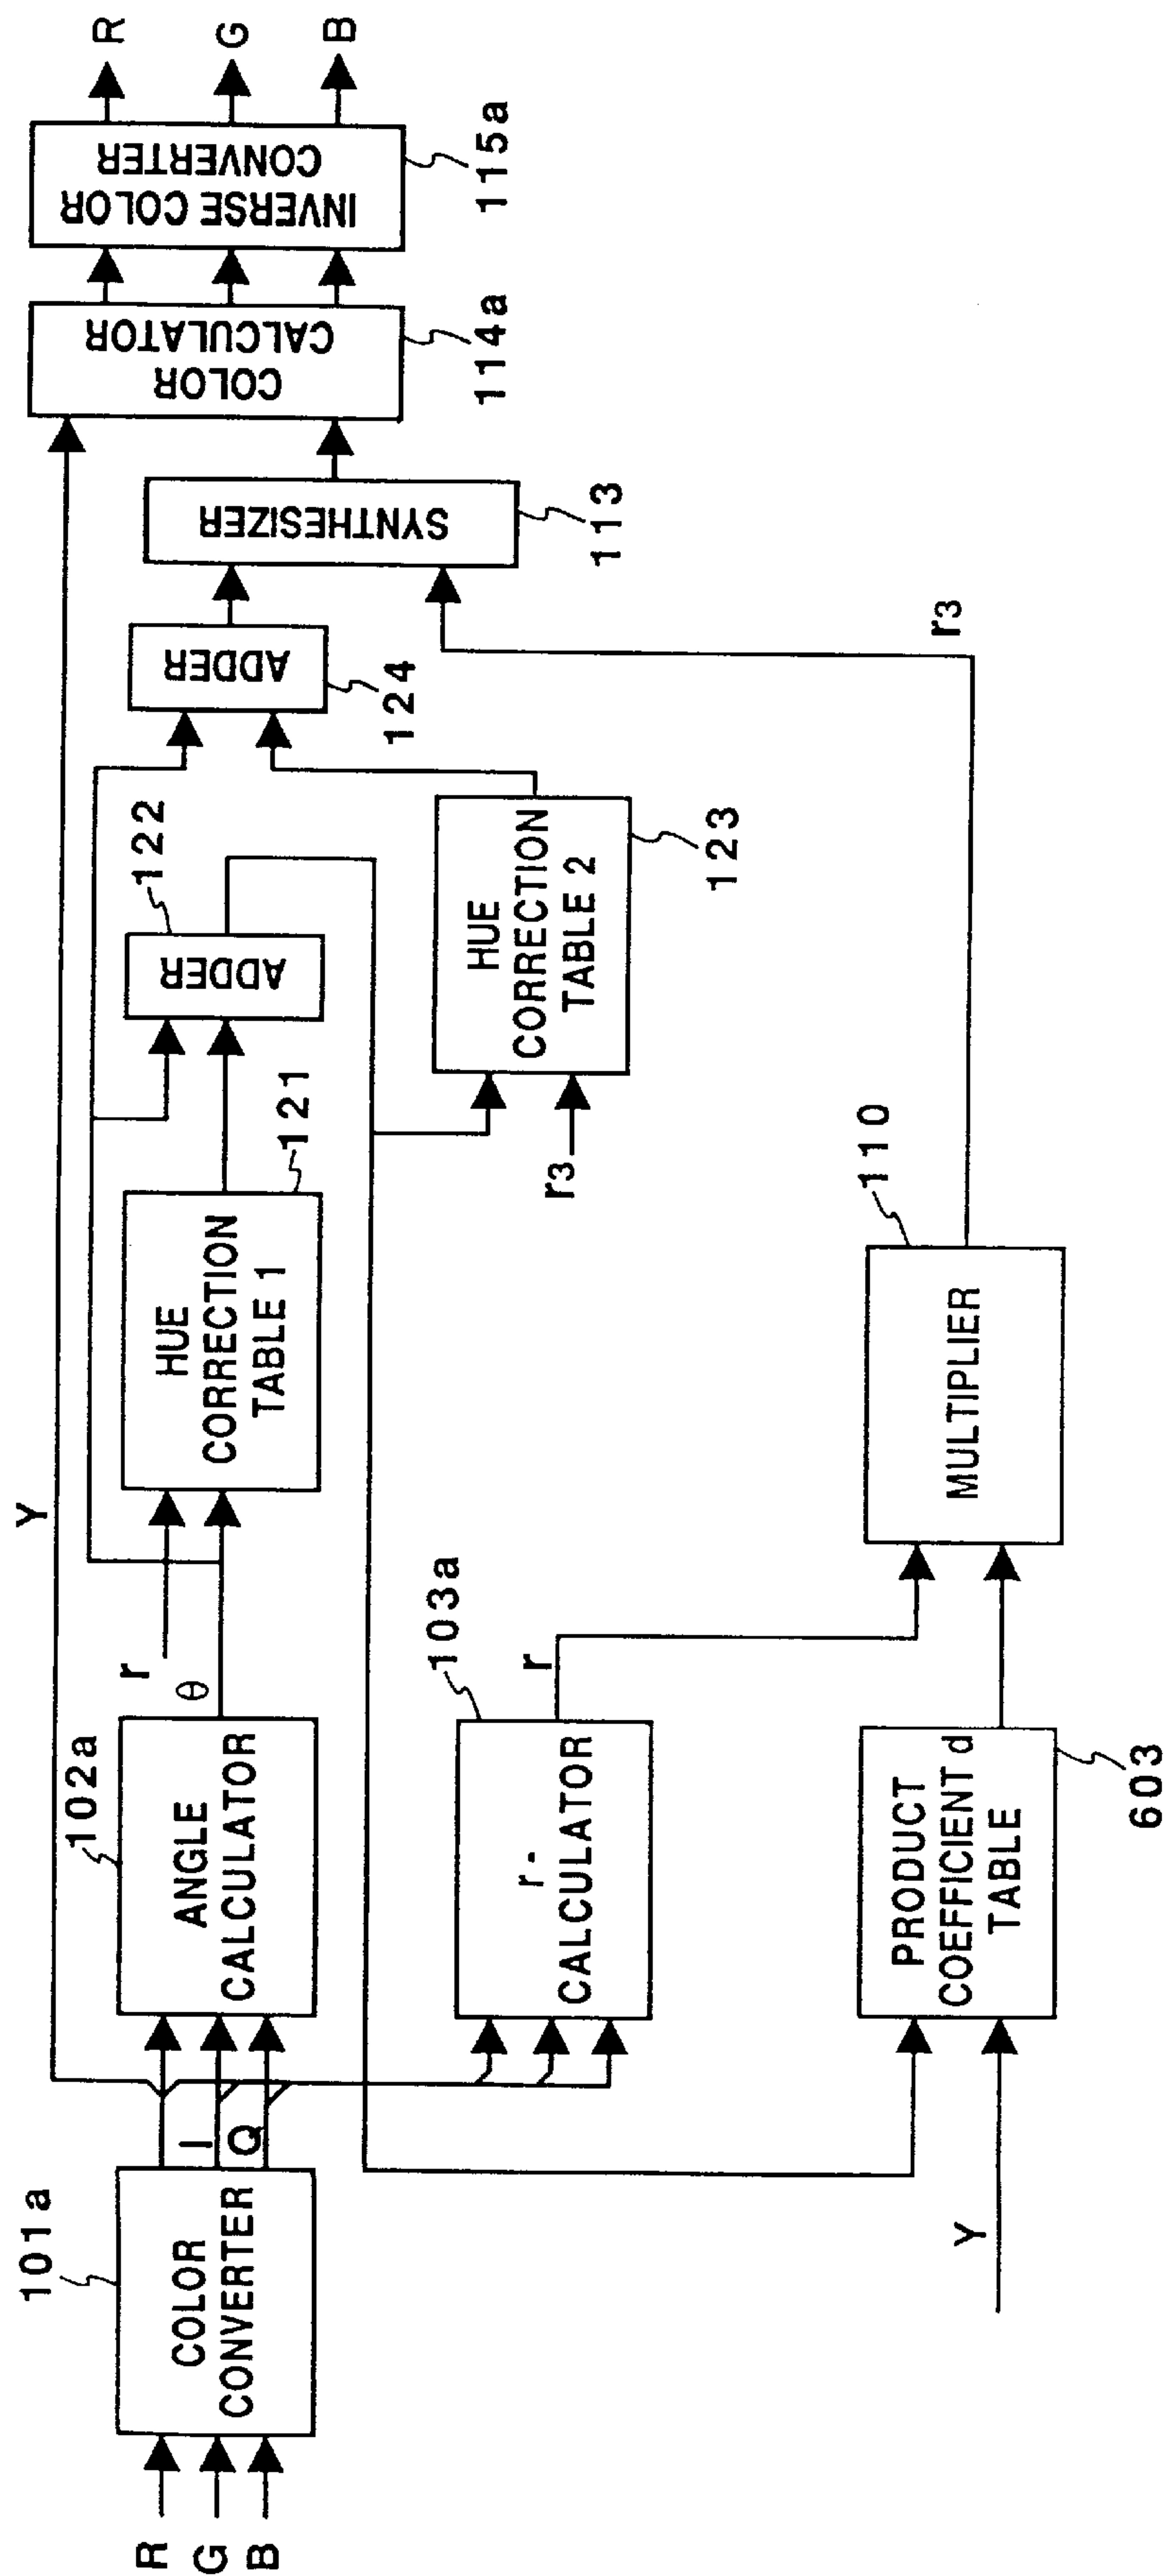 R
G
B
101a
COLOR
CONVERTER
I
Q
Y
102a
ANGLE
CALCULATOR
r
θ
HUE
CORRECTION
TABLE 1
121
ADDER
122
103a
r-
CALCULATOR
r
r3
HUE
CORRECTION
TABLE 2
123
ADDER
124
Y
PRODUCT
COEFFICIENT d
TABLE
603
MULTIPLIER
110
r3
SYNTHESIZER
113
COLOR
CALCULATOR
114a
INVERSE COLOR
CONVERTER
115a
R
G
B